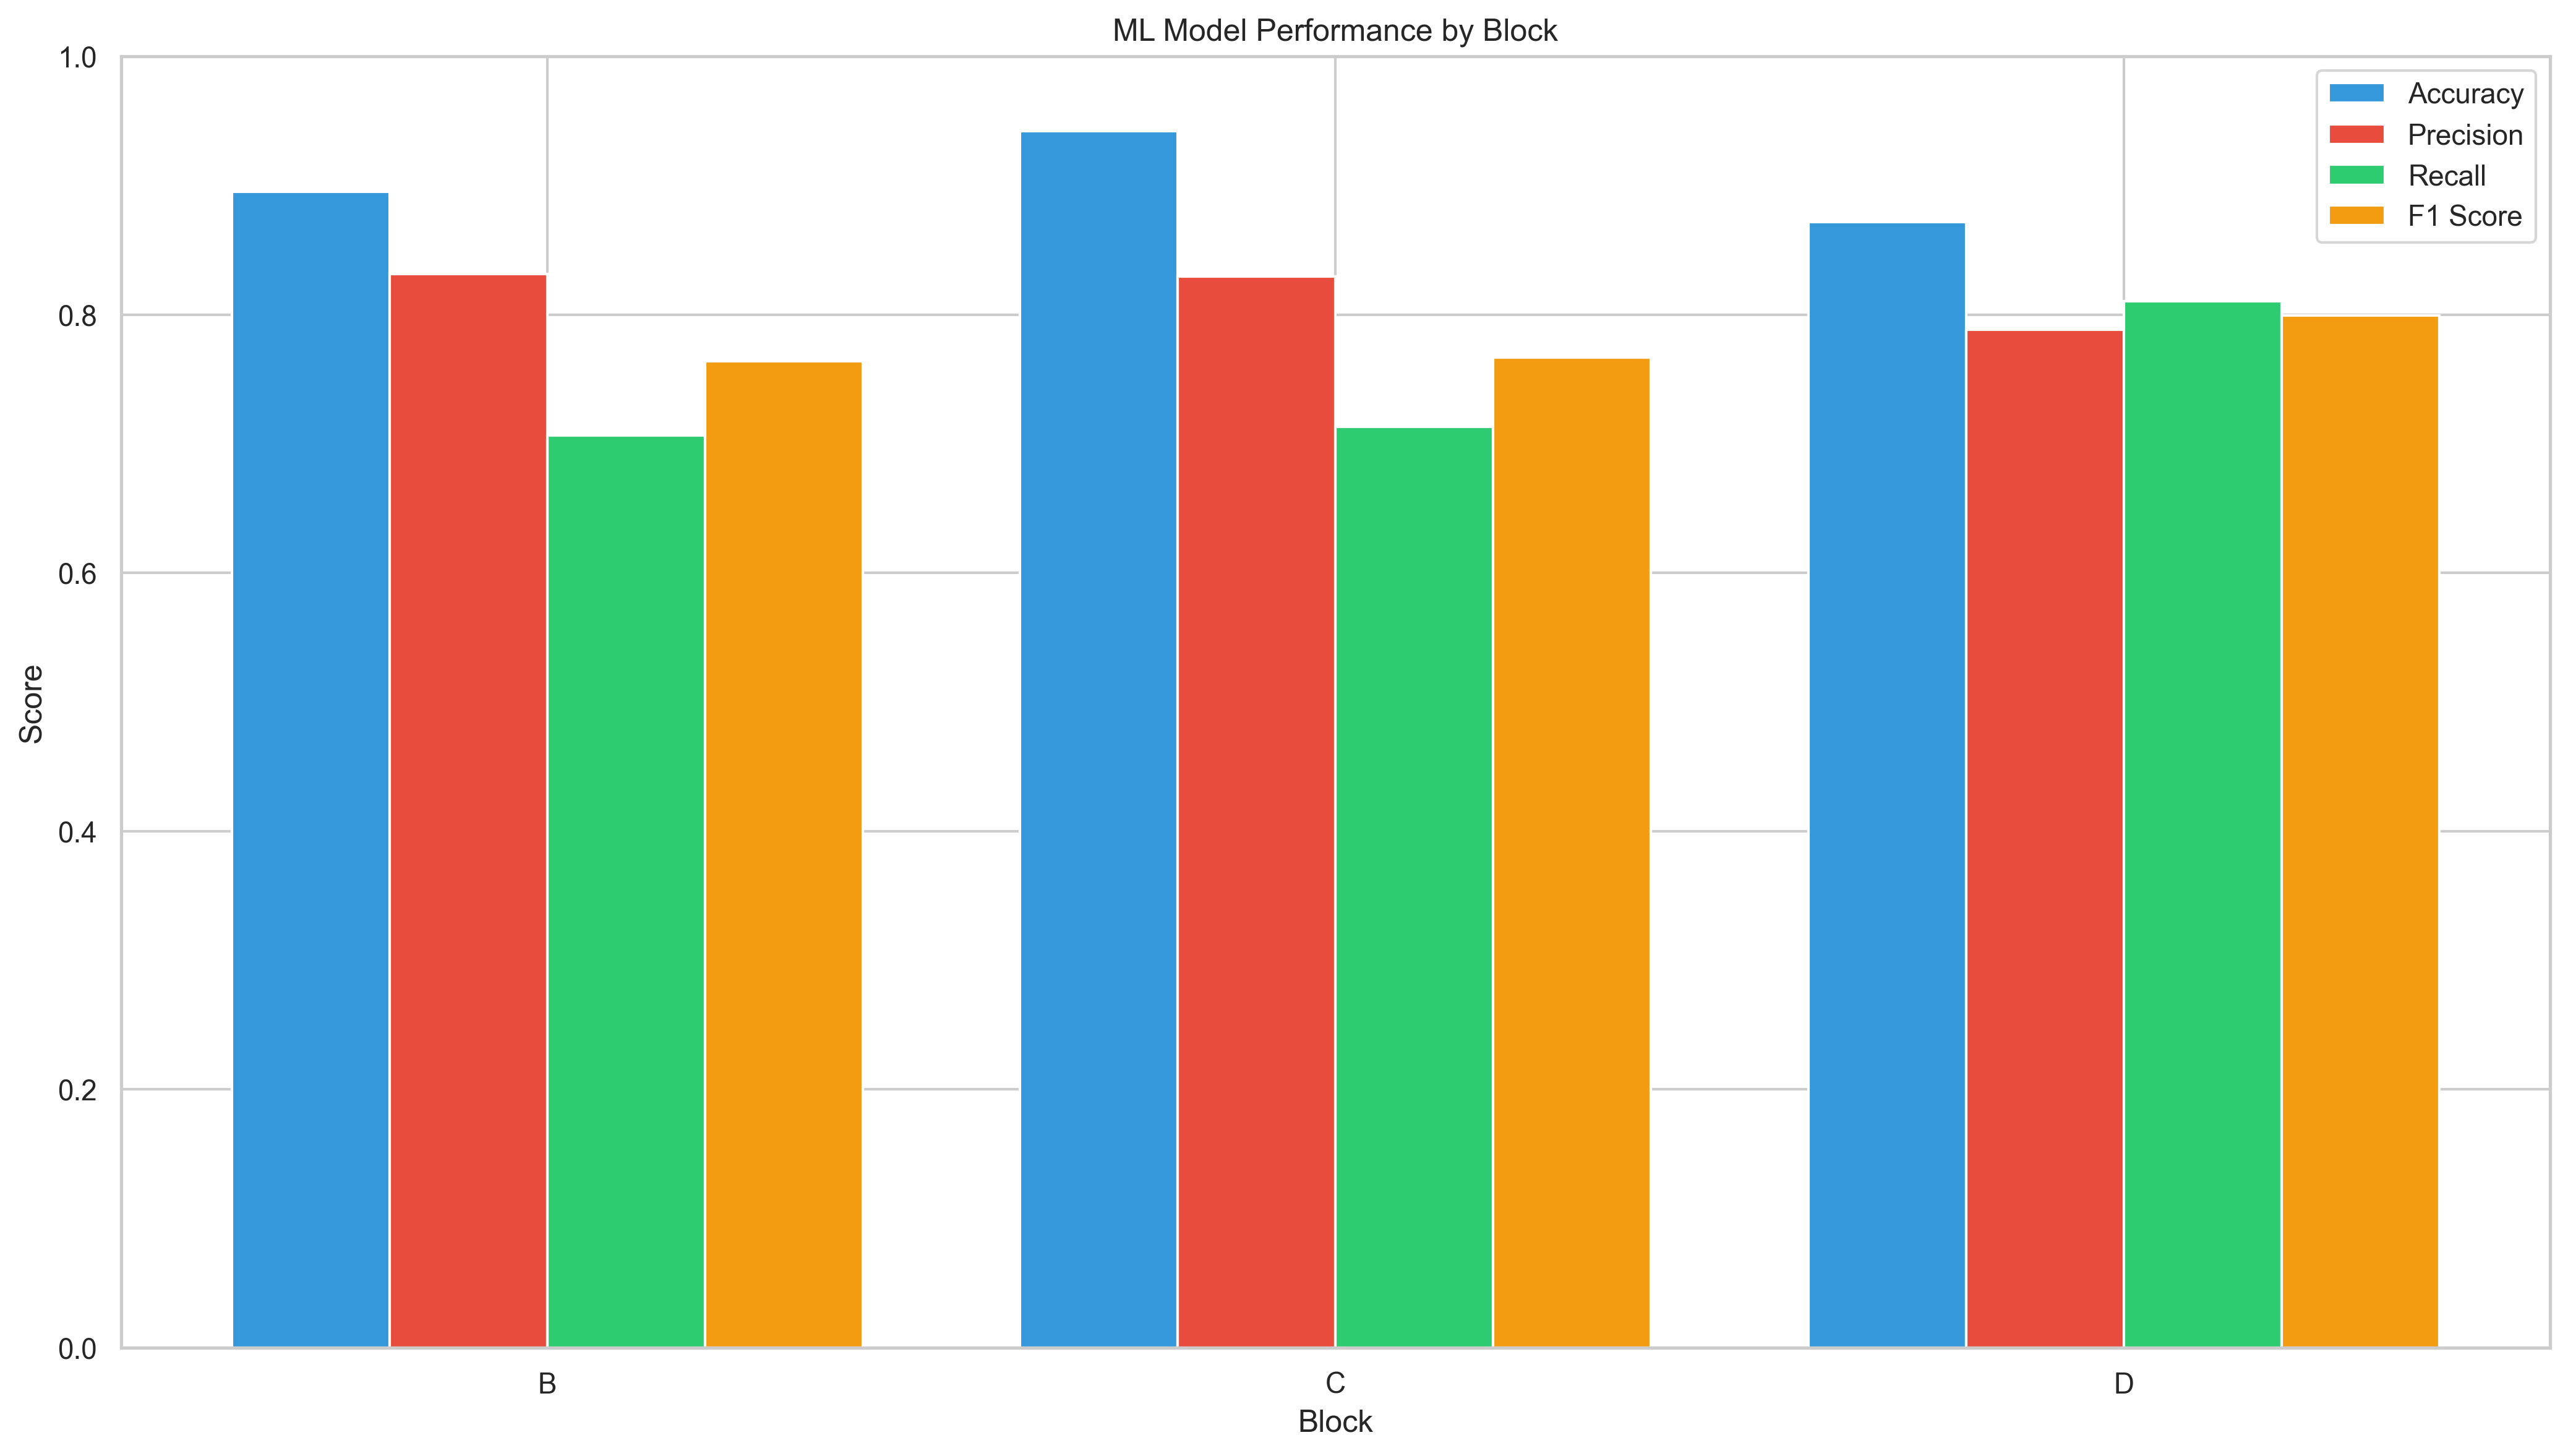 ML Model Performance by Block
1.0
0.8
0.6
0.4
0.2
0.0
Score
Accuracy
Precision
Recall
F1 Score
B
C
D
Block